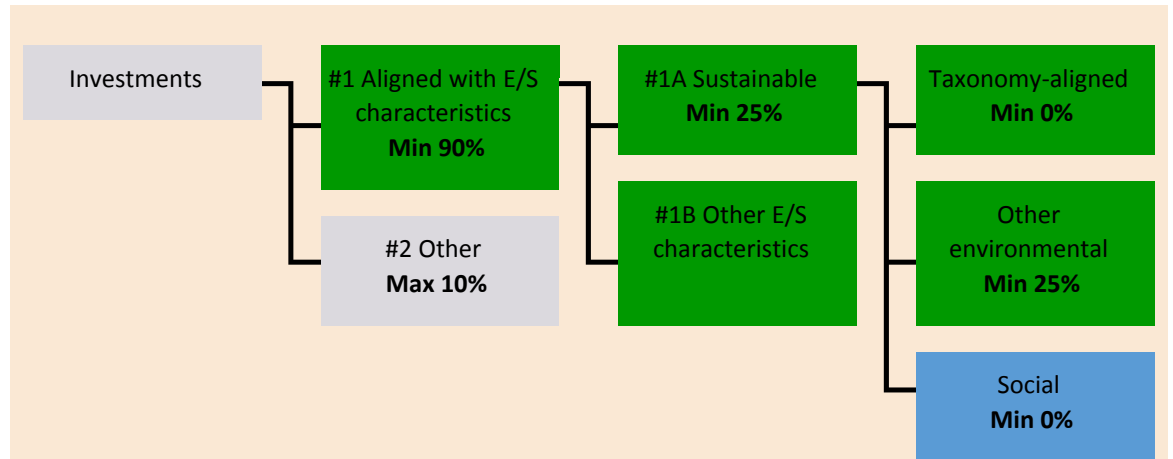 Investments
#1 Aligned with E/S
characteristics
Min 90%
#2 Other
Max 10%
#1A Sustainable
Min 25%
#1B Other E/S
characteristics
Taxonomy-aligned
Min 0%
Other
environmental
Min 25%
Social
Min 0%